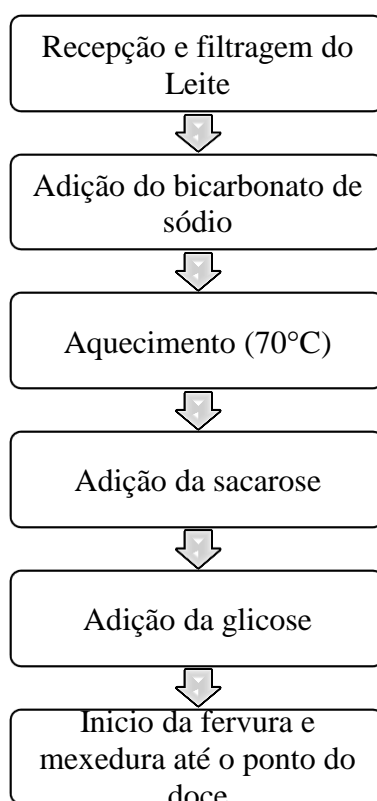 Recepção e filtragem do
Leite
Adição do bicarbonato de
sódio
Aquecimento (70°C)
Adição da sacarose
Adição da glicose
Inicio da fervura e
mexedura até o ponto do
doce